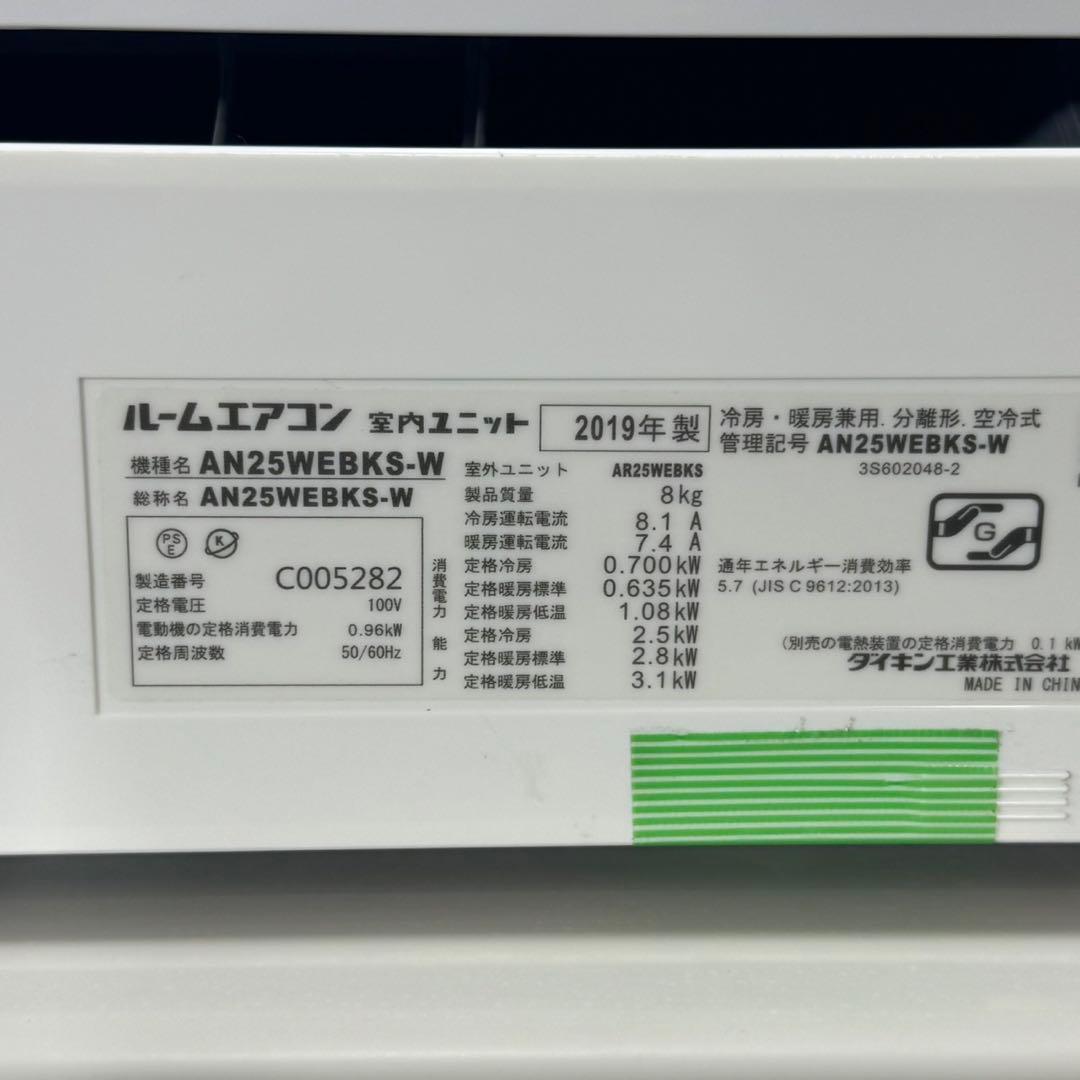 ルームエアコン 室内ユニット 2019年 製
機種名 AN25WEBKS-W
総称名 AN25WEBKS-W
PS
E
K
製造番号 C005282
定格電圧 100V
電動機の定格消費電力 0.96kW
定格周波数 50/60Hz
室外ユニット AR25WEBKS
製品質量 8kg
冷房運転電流 8.1 A
暖房運転電流 7.4 A
消費電力
定格冷房 0.700kW
定格暖房標準 0.635kW
定格暖房低温 1.08kW
能力
定格冷房 2.5kW
定格暖房標準 2.8kW
定格暖房低温 3.1kW
冷房・暖房兼用. 分離形. 空冷式
管理記号 AN25WEBKS-W
3S602048-2
G
通年エネルギー消費効率
5.7 (JIS C 9612:2013)
(別売の電熱装置の定格消費電力 0.1 kW
ダイキン工業株式会社
MADE IN CHIN